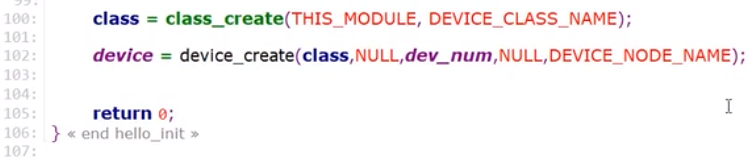 100: class = class_create(THIS_MODULE, DEVICE_CLASS_NAME);
101:
102: device = device_create(class,NULL,dev_num,NULL,DEVICE_NODE_NAME);
103:
104:
105: return 0;
106: } « end hello_init »
107: